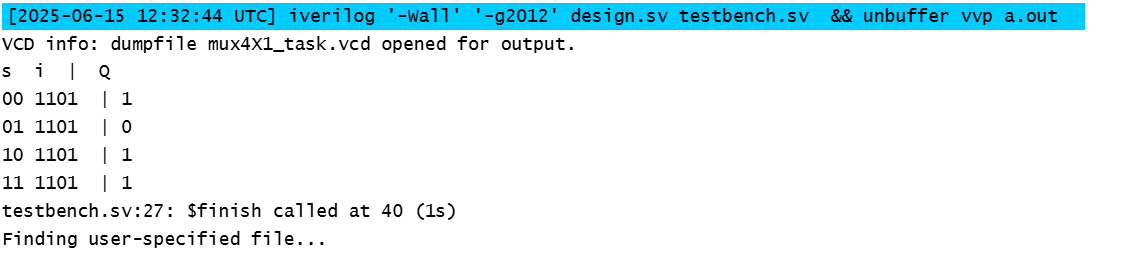 [2025-06-15 12:32:44 UTC] iverilog '-Wall' '-g2012' design.sv testbench.sv  && unbuffer vvp a.out
VCD info: dumpfile mux4X1_task.vcd opened for output.
s  i  |  Q
00 1101  | 1
01 1101  | 0
10 1101  | 1
11 1101  | 1
testbench.sv:27: $finish called at 40 (1s)
Finding user-specified file...